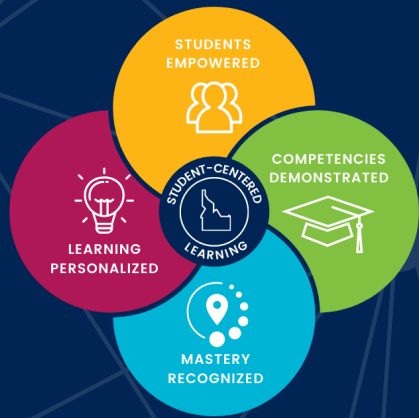 STUDENTS
EMPOWERED
COMPETENCIES
DEMONSTRATED
STUDENT-CENTERED
LEARNING
LEARNING
PERSONALIZED
MASTERY
RECOGNIZED